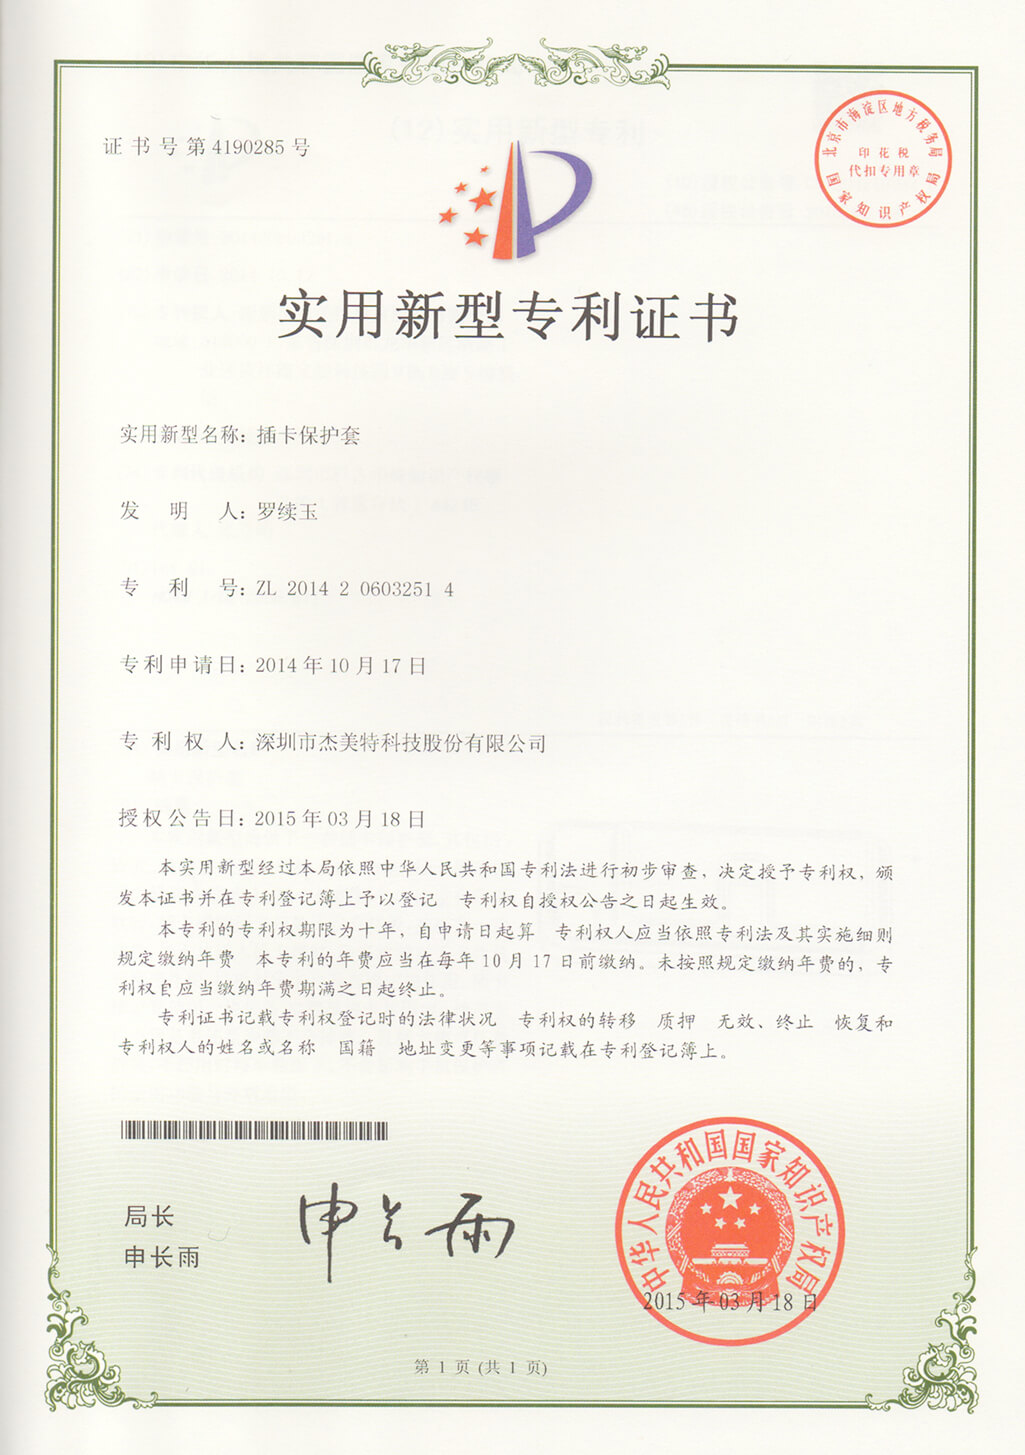 证书号第4190285号
北京市海淀区地方税务局
印花税
代扣专用章
国家知识产权局
实用新型专利证书
实用新型名称：插卡保护套
发明人：罗续玉
专利号：ZL 2014 2 0603251 4
专利申请日：2014年10月17日
专利权人：深圳市杰美特科技股份有限公司
授权公告日：2015年03月18日
本实用新型经过本局依照中华人民共和国专利法进行初步审查，决定授予专利权，颁
发本证书并在专利登记簿上予以登记 专利权自授权公告之日起生效。
本专利的专利权期限为十年，自申请日起算 专利权人应当依照专利法及其实施细则
规定缴纳年费 本专利的年费应当在每年10月17日前缴纳。未按照规定缴纳年费的，专
利权自应当缴纳年费期满之日起终止。
专利证书记载专利权登记时的法律状况 专利权的转移 质押 无效、终止 恢复和
专利权人的姓名或名称 国籍 地址变更等事项记载在专利登记簿上。
局长
申长雨
申长雨
中华人民共和国国家知识产权局
2015年03月18日
第1页(共1页)